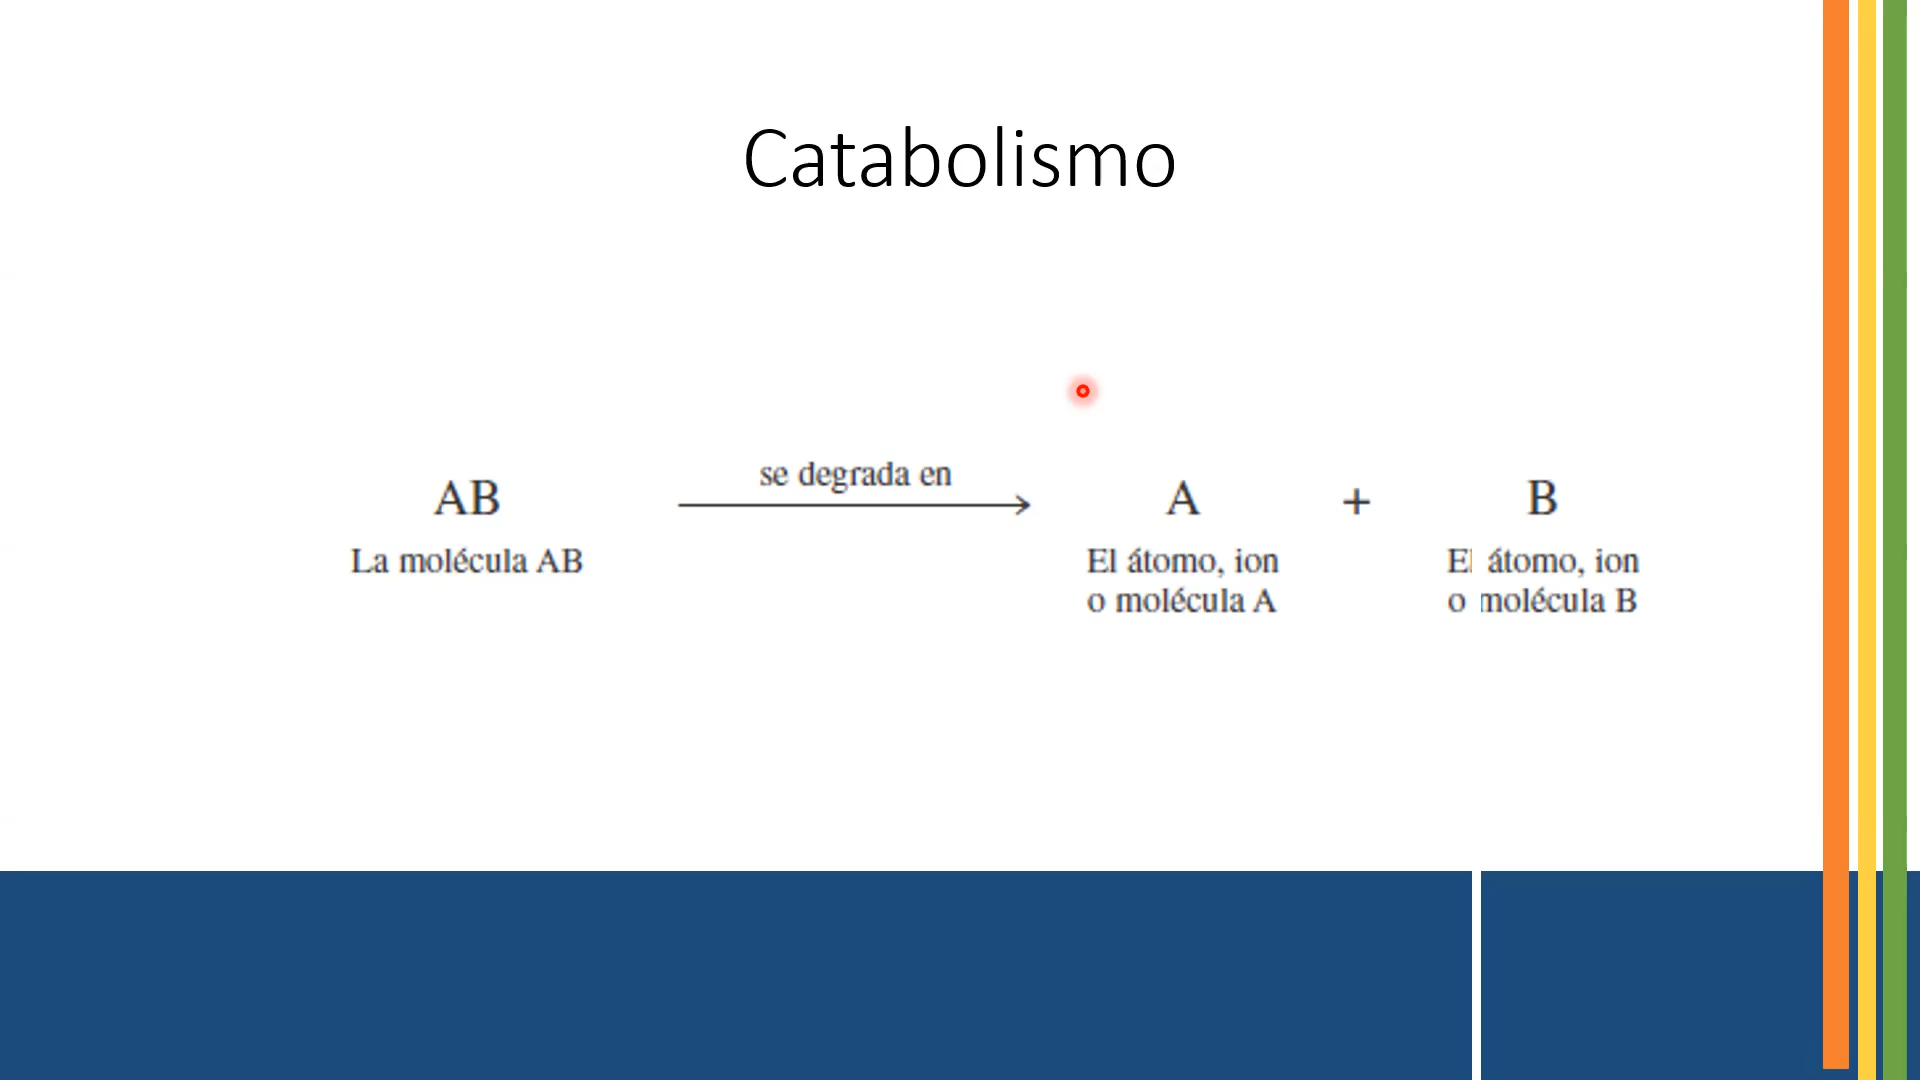 Catabolismo
se degrada en
AB A + B
La molécula AB El átomo, ion El átomo, ion
o molécula A o molécula B